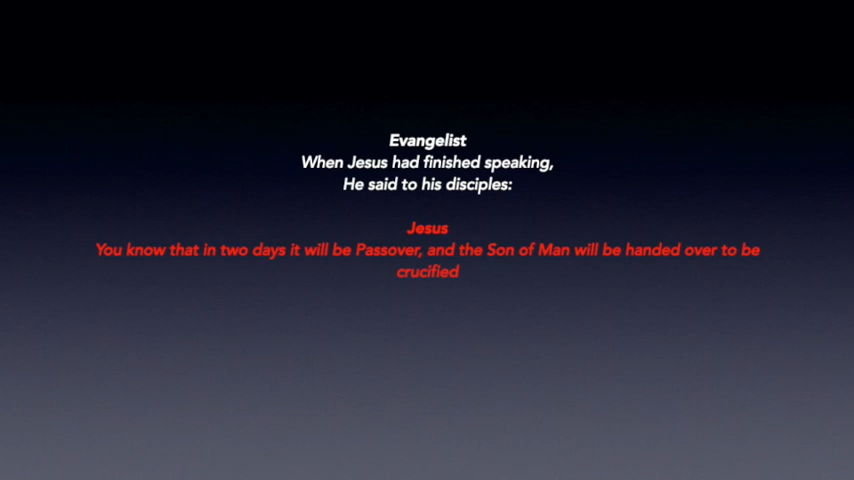 Evangelist
When Jesus had finished speaking,
He said to his disciples:
Jesus
You know that in two days it will be Passover, and the Son of Man will be handed over to be
crucified